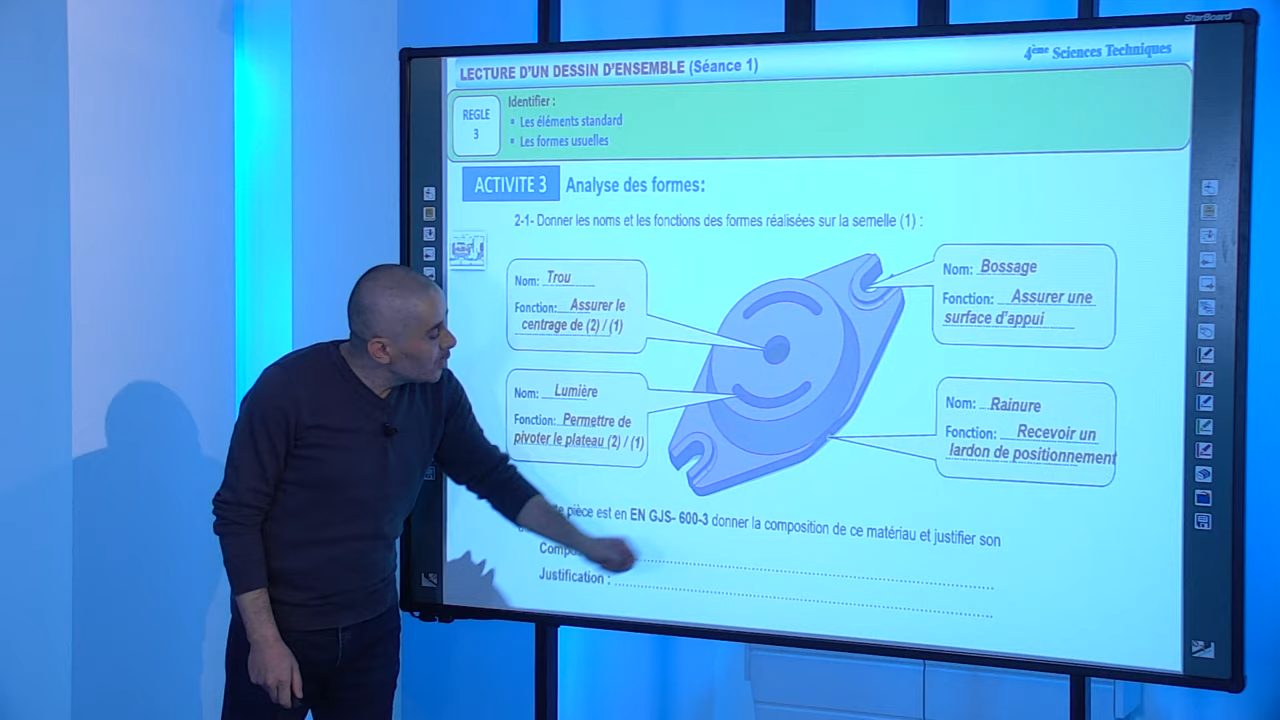 StarBoard
4ème Sciences Techniques
LECTURE D'UN DESSIN D'ENSEMBLE (Séance 1)
REGLE
3
Identifier :
▪ Les éléments standard
▪ Les formes usuelles
ACTIVITE 3
Analyse des formes:
2-1- Donner les noms et les fonctions des formes réalisées sur la semelle (1) :
Nom: Trou
Fonction: Assurer le
centrage de (2) / (1)
Nom: Bossage
Fonction: Assurer une
surface d'appui
Nom: Lumière
Fonction: Permettre de
pivoter le plateau (2) / (1)
Nom: Rainure
Fonction: Recevoir un
lardon de positionnement
pièce est en EN GJS- 600-3 donner la composition de ce matériau et justifier son
Justification :